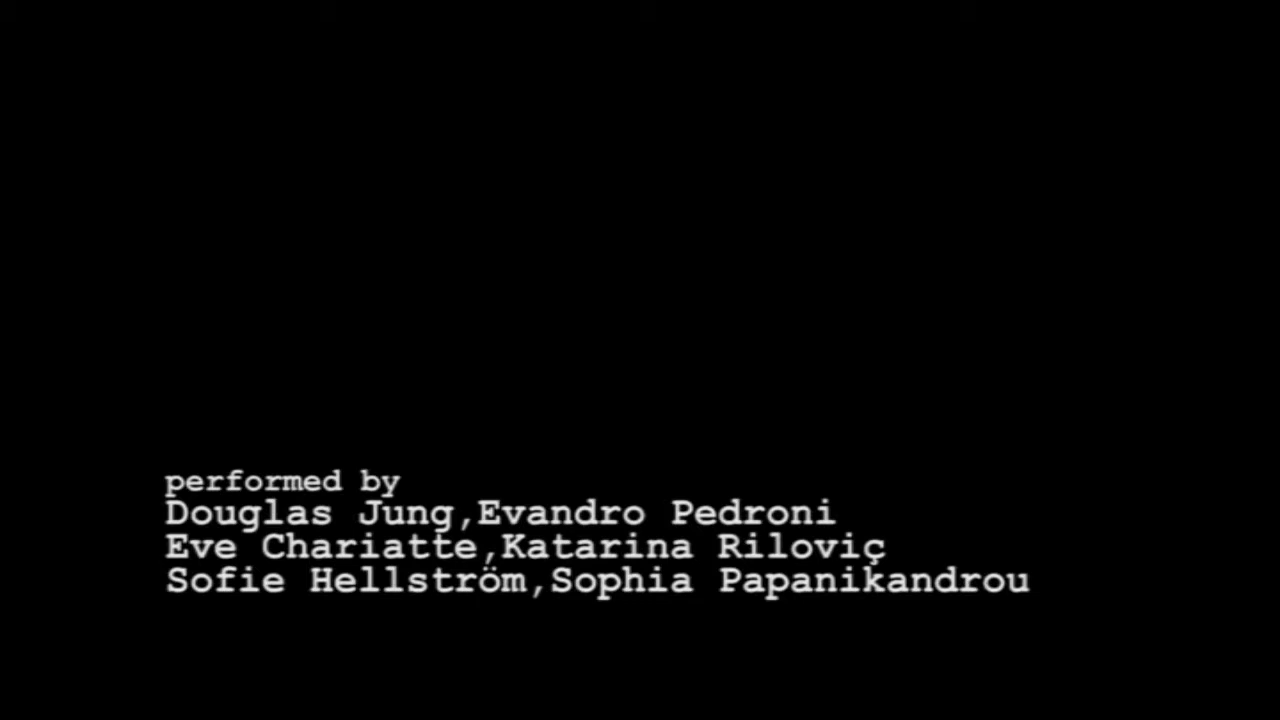 performed by
Douglas Jung,Evandro Pedroni
Eve Chariatte,Katarina Riloviç
Sofie Hellström,Sophia Papanikandrou